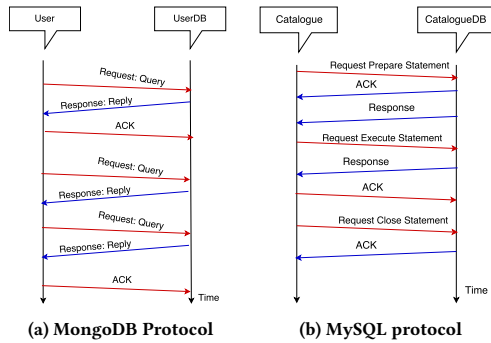 User
UserDB
Request: Query
Response: Reply
ACK
Request: Query
Response: Reply
Request: Query
Response: Reply
ACK
Time
(a) MongoDB Protocol
Catalogue
CatalogueDB
Request Prepare Statement
ACK
Response
Request Execute Statement
Response
ACK
Request Close Statement
ACK
Time
(b) MySQL protocol